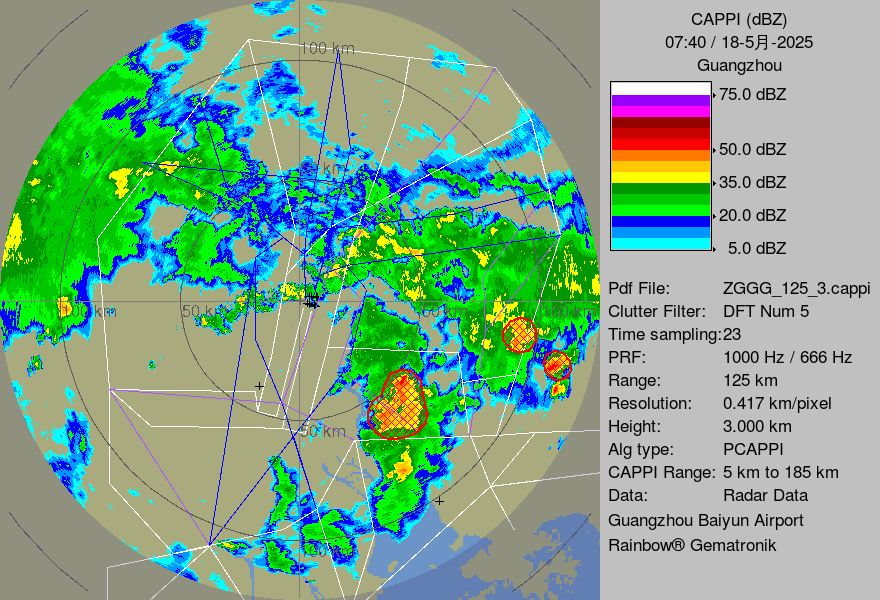 CAPPI (dBZ)
07:40 / 18-5月-2025
Guangzhou
75.0 dBZ
50.0 dBZ
35.0 dBZ
20.0 dBZ
5.0 dBZ
Pdf File: ZGGG_125_3.cappi
Clutter Filter: DFT Num 5
Time sampling:23
PRF: 1000 Hz / 666 Hz
Range: 125 km
Resolution: 0.417 km/pixel
Height: 3.000 km
Alg type: PCAPPI
CAPPI Range: 5 km to 185 km
Data: Radar Data
Guangzhou Baiyun Airport
Rainbow® Gematronik
100 km
km
100 km
50 km
50 km
100 km
50 km
100 km